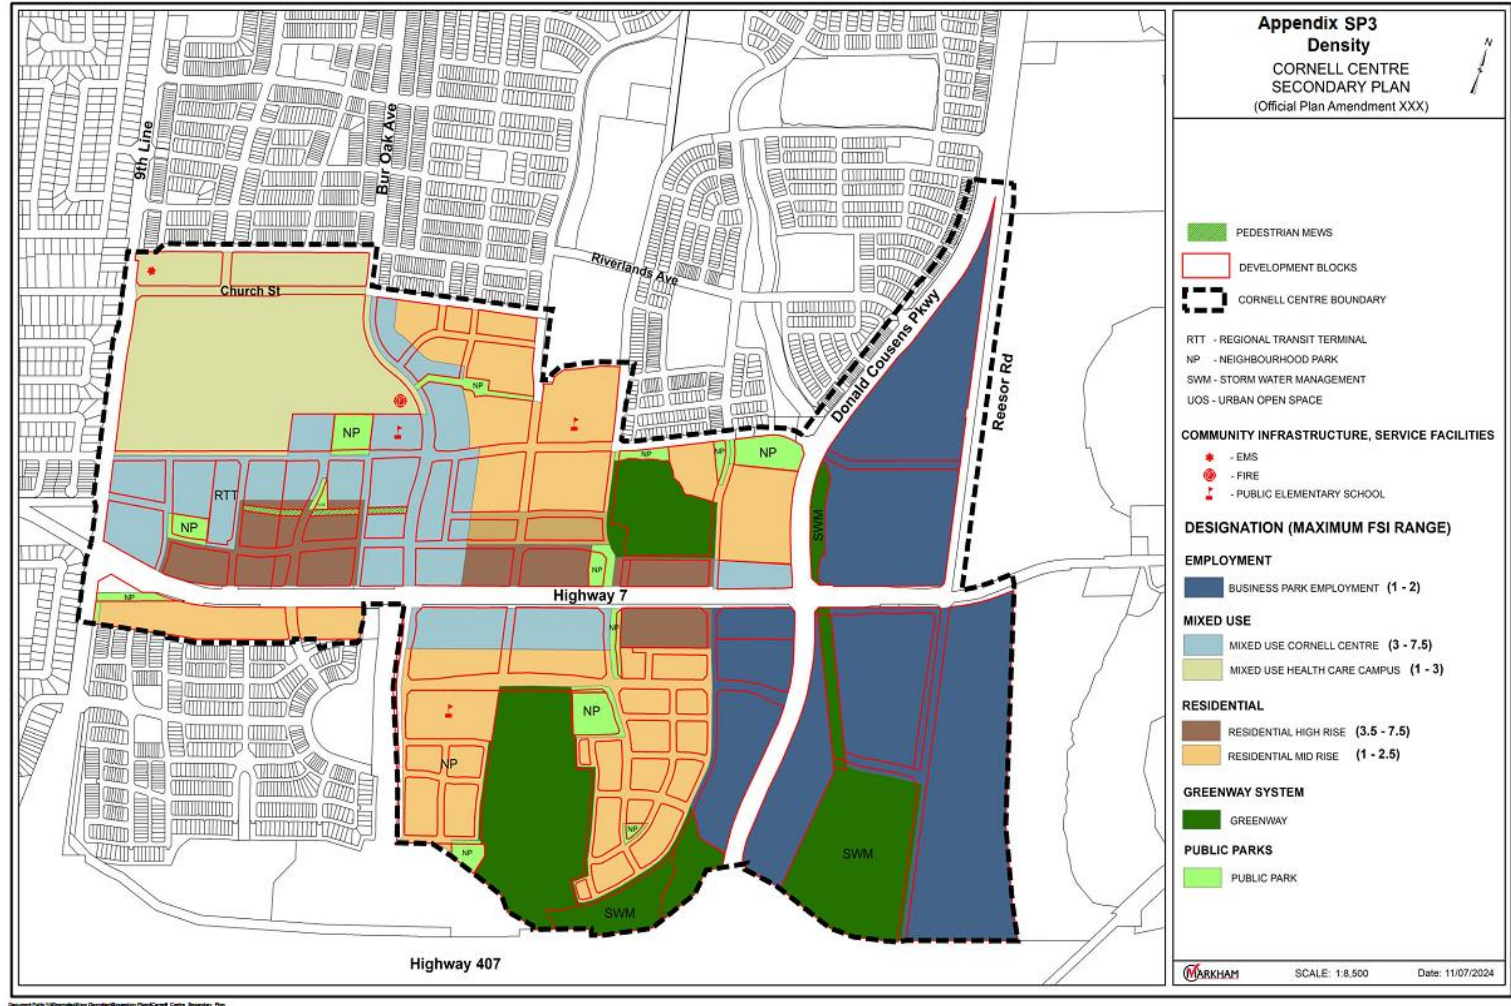 Appendix SP3
Density
CORNELL CENTRE
SECONDARY PLAN
(Official Plan Amendment XXX)
N
PEDESTRIAN MEWS
DEVELOPMENT BLOCKS
CORNELL CENTRE BOUNDARY
RTT - REGIONAL TRANSIT TERMINAL
NP - NEIGHBOURHOOD PARK
SWM - STORM WATER MANAGEMENT
UOS - URBAN OPEN SPACE
COMMUNITY INFRASTRUCTURE, SERVICE FACILITIES
- EMS
- FIRE
- PUBLIC ELEMENTARY SCHOOL
DESIGNATION (MAXIMUM FSI RANGE)
EMPLOYMENT
BUSINESS PARK EMPLOYMENT (1 - 2)
MIXED USE
MIXED USE CORNELL CENTRE (3 - 7.5)
MIXED USE HEALTH CARE CAMPUS (1 - 3)
RESIDENTIAL
RESIDENTIAL HIGH RISE (3.5 - 7.5)
RESIDENTIAL MID RISE (1 - 2.5)
GREENWAY SYSTEM
GREENWAY
PUBLIC PARKS
PUBLIC PARK
MARKHAM
SCALE: 1:8,500
Date: 11/07/2024
9th Line
Bur Oak Ave
Church St
Riverlands Ave
Donald Cousens Pkwy
Reesor Rd
NP
NP
NP
NP
NP
RTT
NP
SWM
NP
NP
Highway 7
NP
NP
NP
NP
NP
SWM
SWM
Highway 407